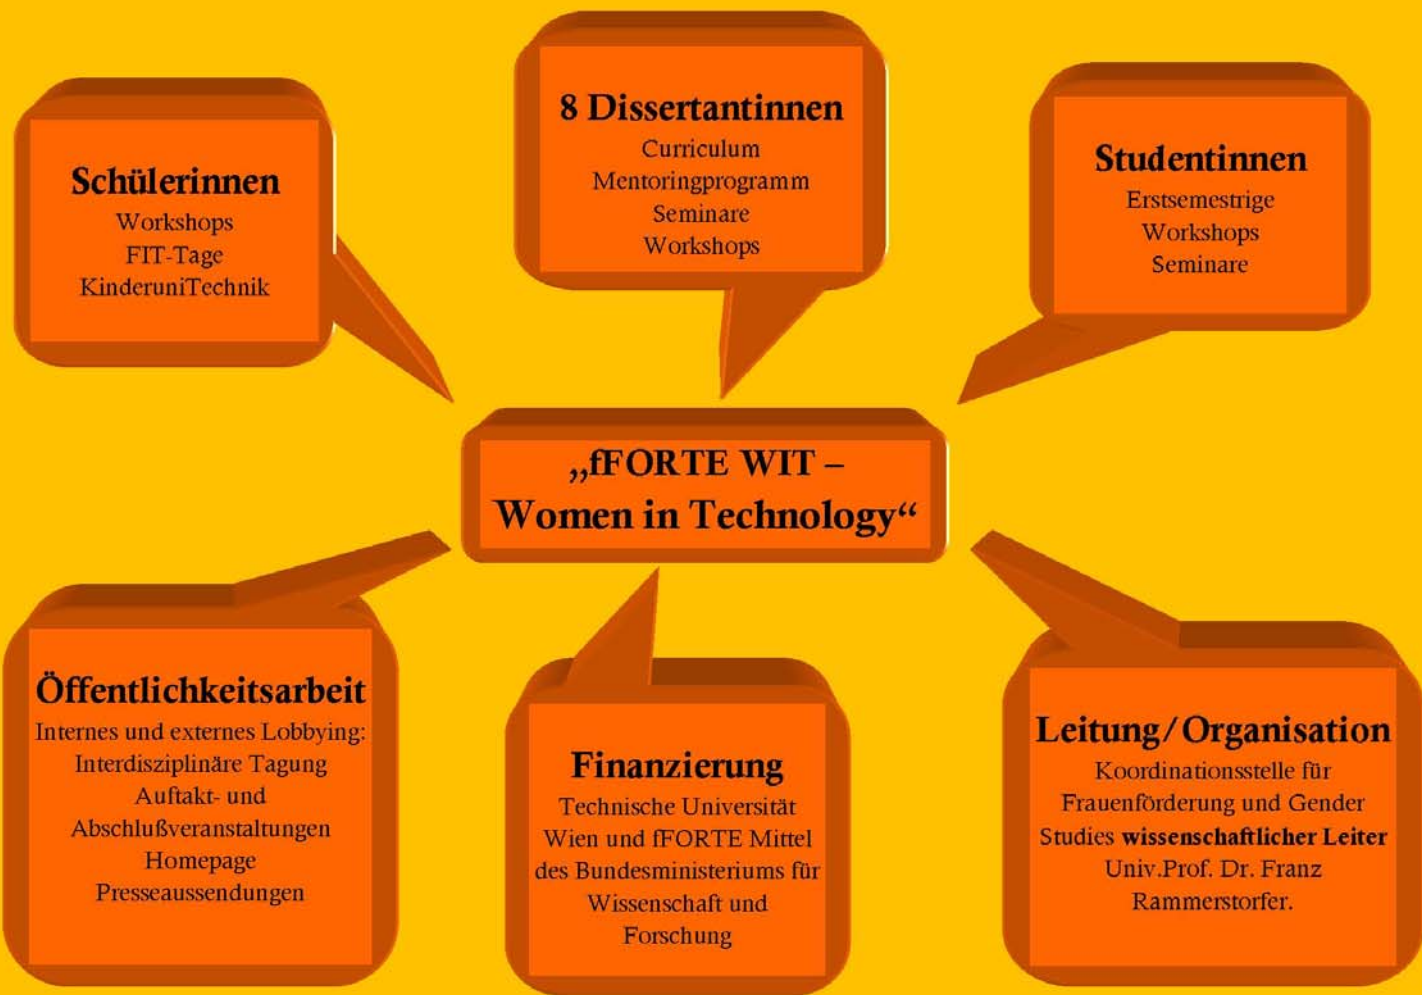 Schülerinnen
Workshops
FIT-Tage
KinderuniTechnik
8 Dissertantinnen
Curriculum
Mentoringprogramm
Seminare
Workshops
Studentinnen
Erstsemestrige
Workshops
Seminare
„fFORTE WIT –
Women in Technology“
Öffentlichkeitsarbeit
Internes und externes Lobbying:
Interdisziplinäre Tagung
Auftakt- und
Abschlußveranstaltungen
Homepage
Presseaussendungen
Finanzierung
Technische Universität
Wien und fFORTE Mittel
des Bundesministeriums für
Wissenschaft und
Forschung
Leitung/Organisation
Koordinationsstelle für
Frauenförderung und Gender
Studies wissenschaftlicher Leiter
Univ.Prof. Dr. Franz
Rammerstorfer.